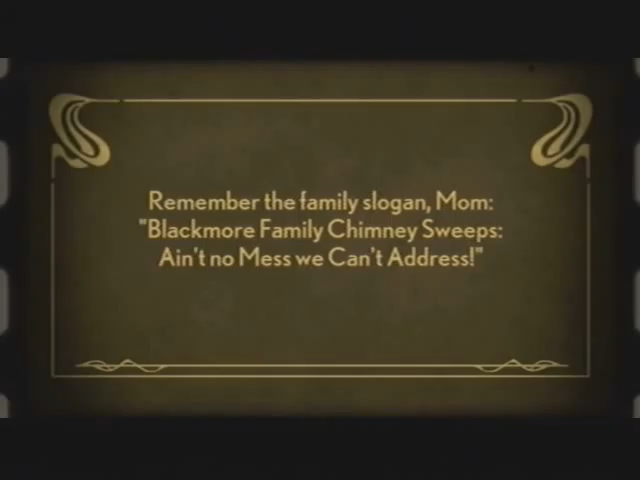 Remember the family slogan, Mom:
"Blackmore Family Chimney Sweeps:
Ain't no Mess we Can't Address!"